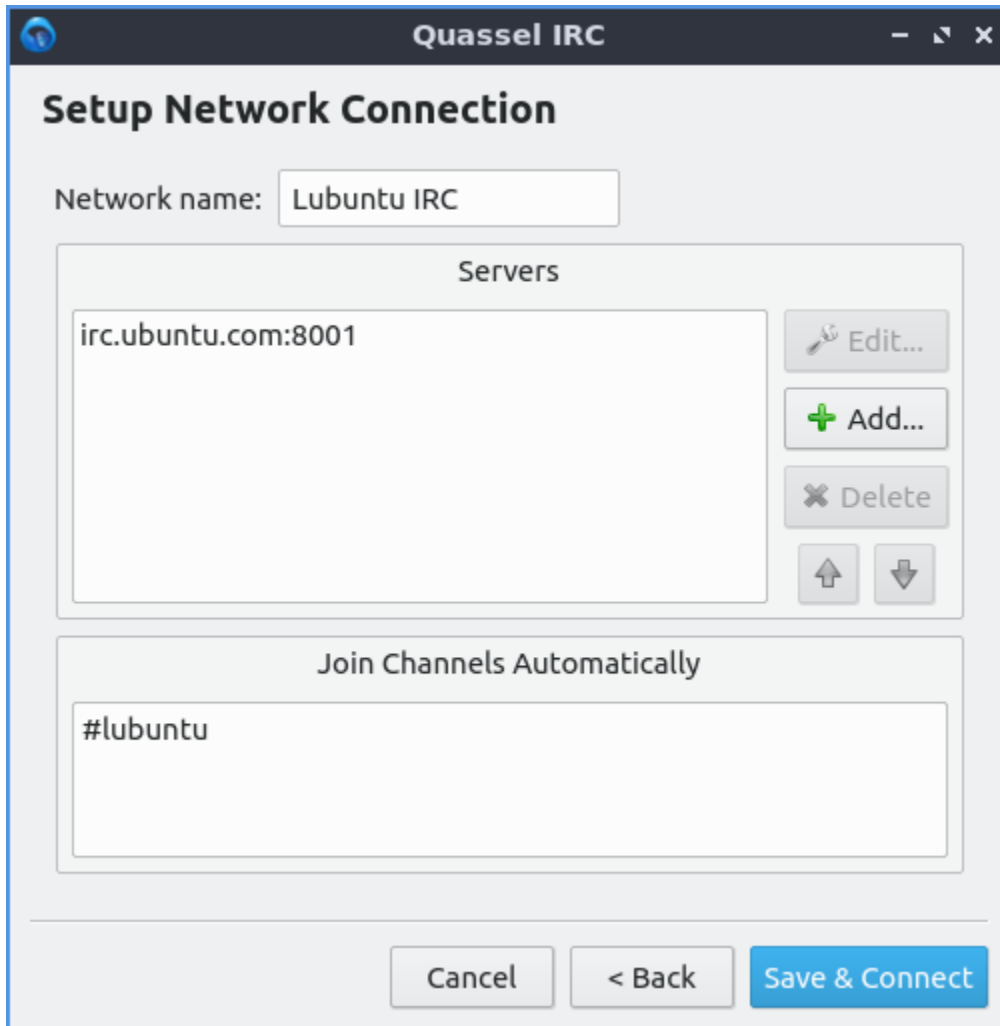 Quassel IRC
Setup Network Connection
Network name: Lubuntu IRC
Servers
irc.ubuntu.com:8001
Edit...
Add...
Delete
Join Channels Automatically
#lubuntu
Cancel < Back Save & Connect